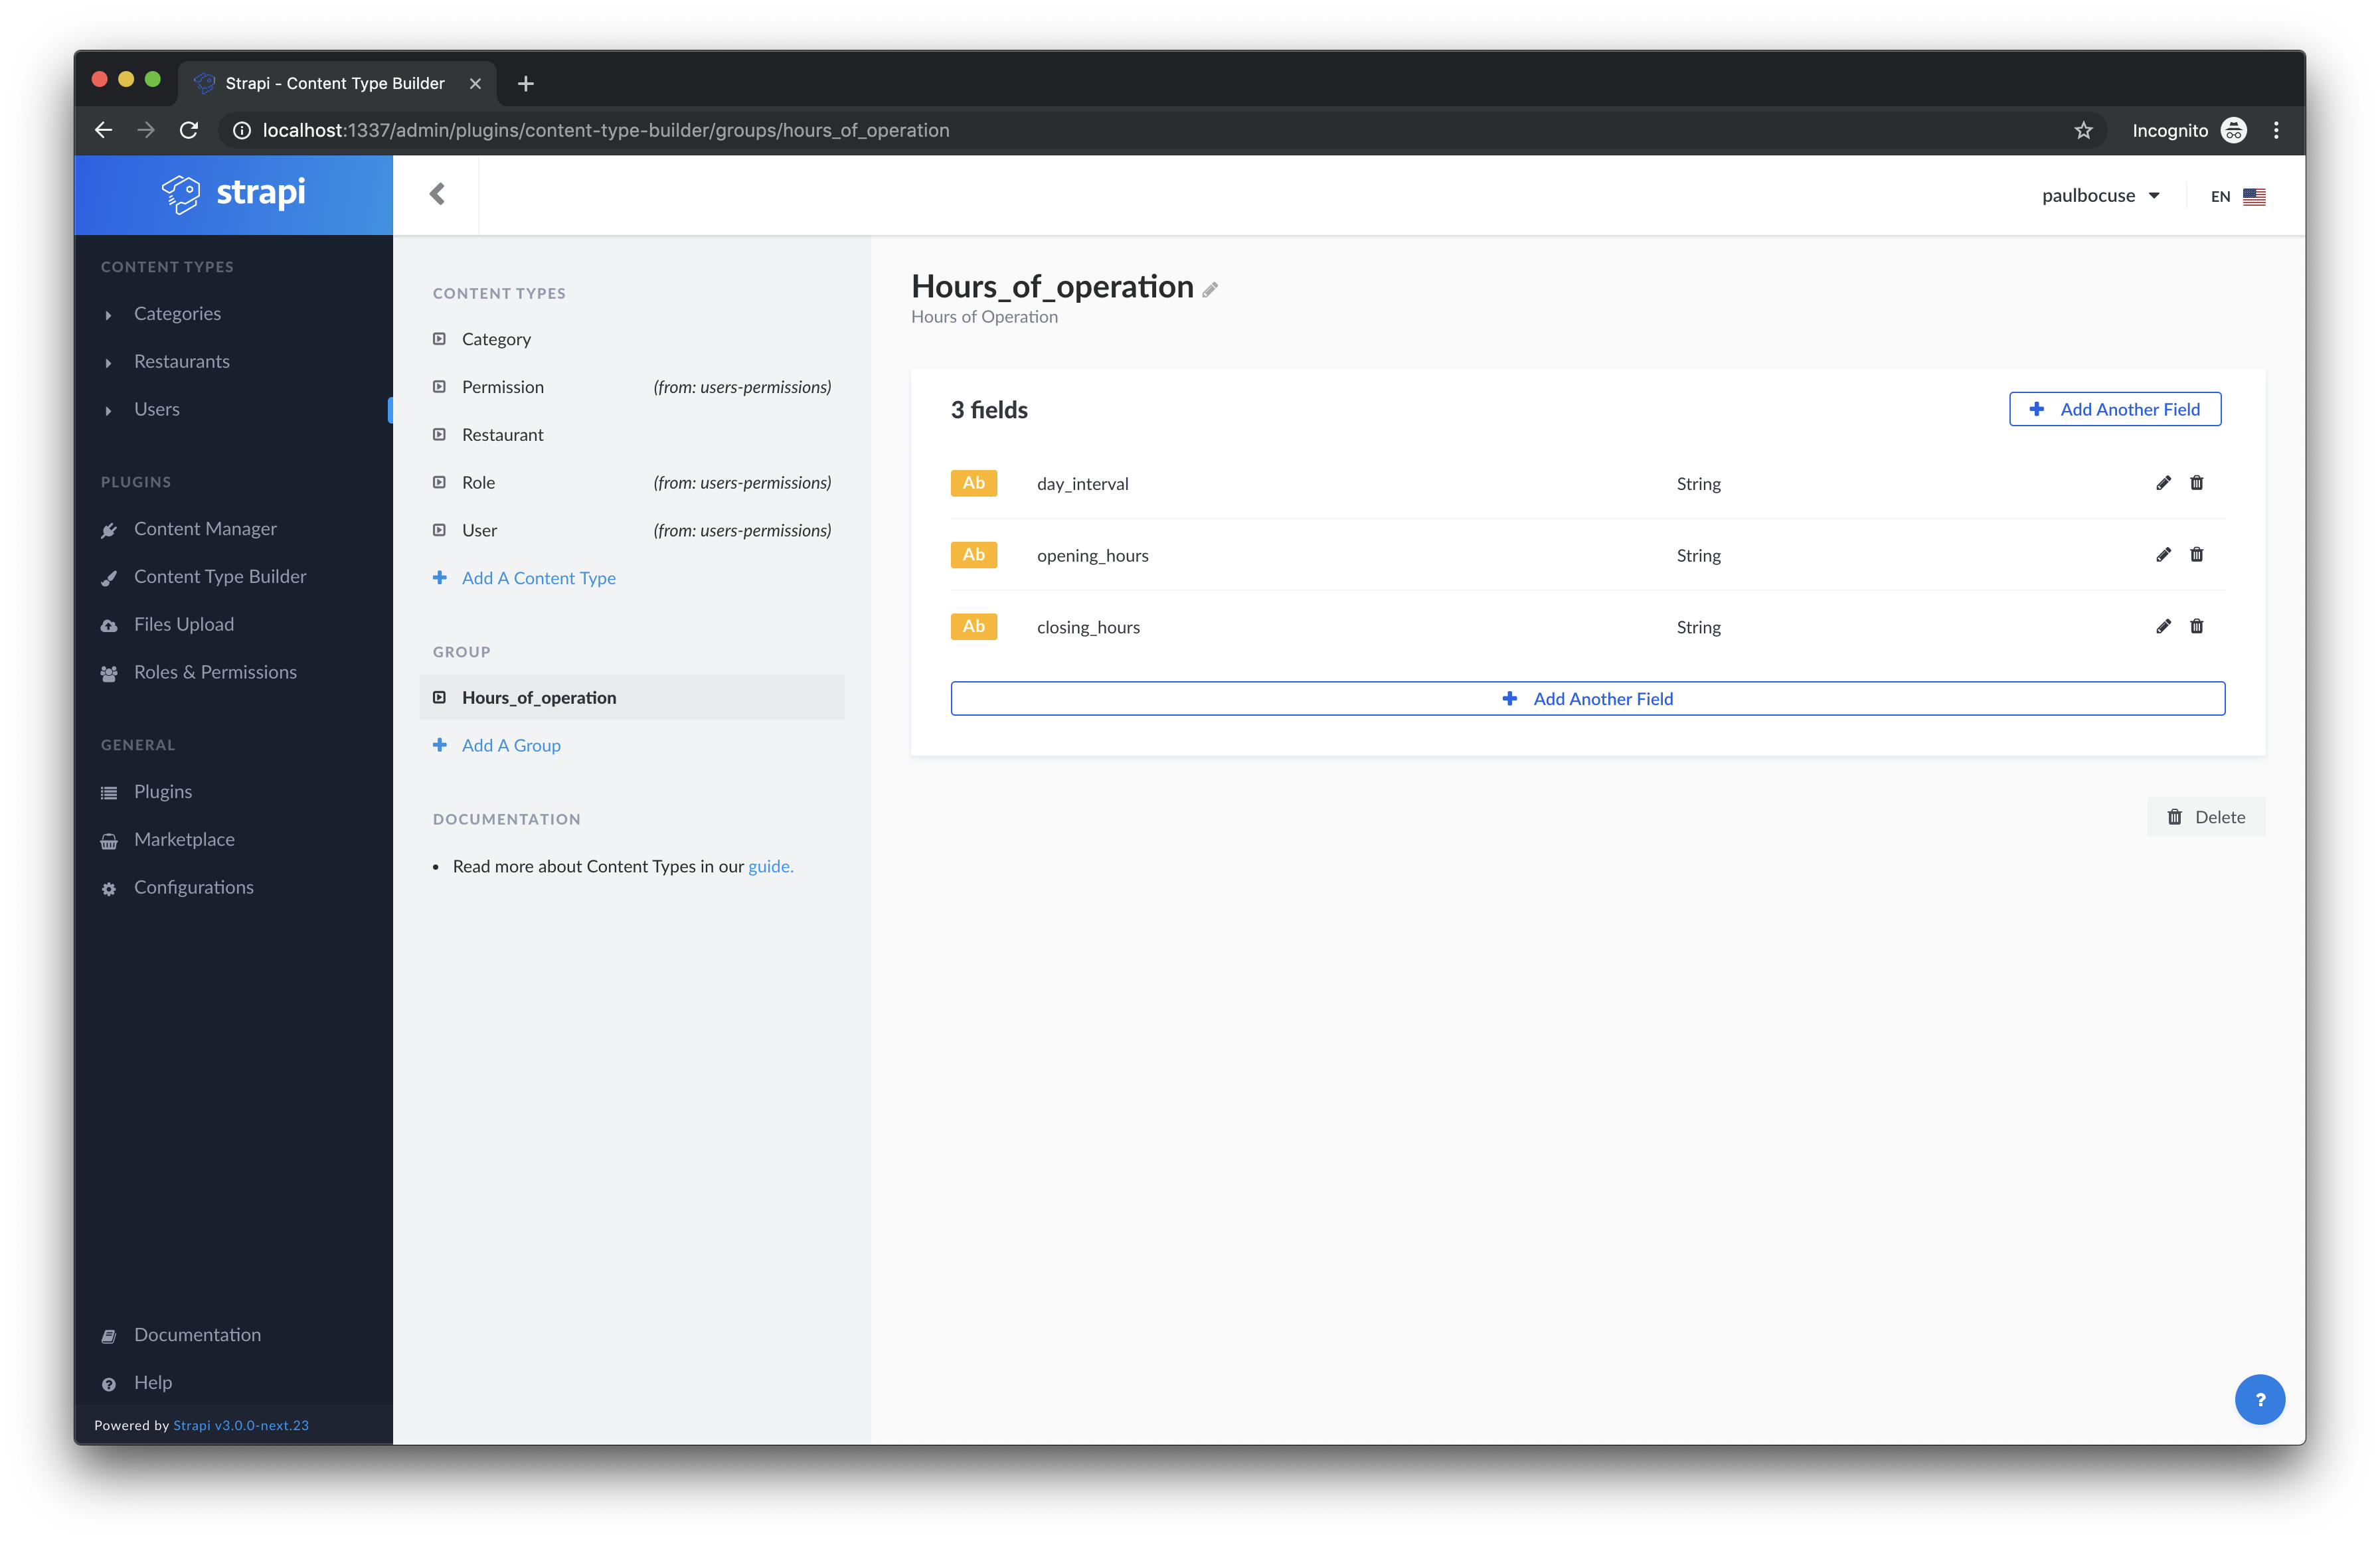 Strapi - Content Type Builder
localhost:1337/admin/plugins/content-type-builder/groups/hours_of_operation
Incognito
strapi
paulbocuse
EN
CONTENT TYPES
Categories
Restaurants
Users
PLUGINS
Content Manager
Content Type Builder
Files Upload
Roles & Permissions
GENERAL
Plugins
Marketplace
Configurations
Documentation
Help
Powered by Strapi v3.0.0-next.23
CONTENT TYPES
Category
Permission (from: users-permissions)
Restaurant
Role (from: users-permissions)
User (from: users-permissions)
Add A Content Type
GROUP
Hours_of_operation
Add A Group
DOCUMENTATION
Read more about Content Types in our guide.
Hours_of_operation
Hours of Operation
3 fields
Add Another Field
Ab day_interval String
Ab opening_hours String
Ab closing_hours String
Add Another Field
Delete
?